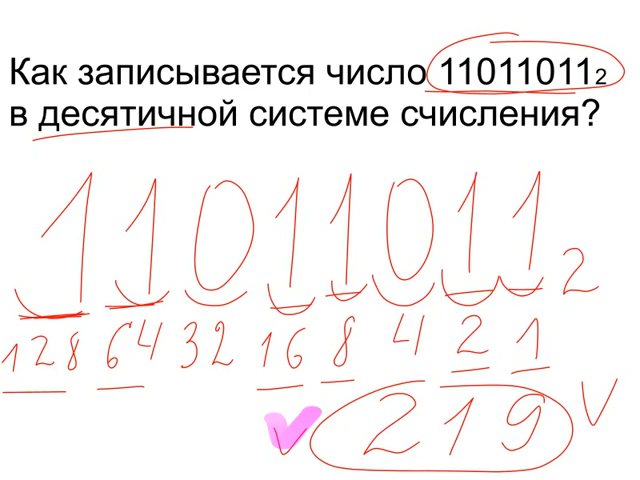 Как записывается число 11011011₂
в десятичной системе счисления?
11011011₂
128 64 32 16 8 4 2 1
219